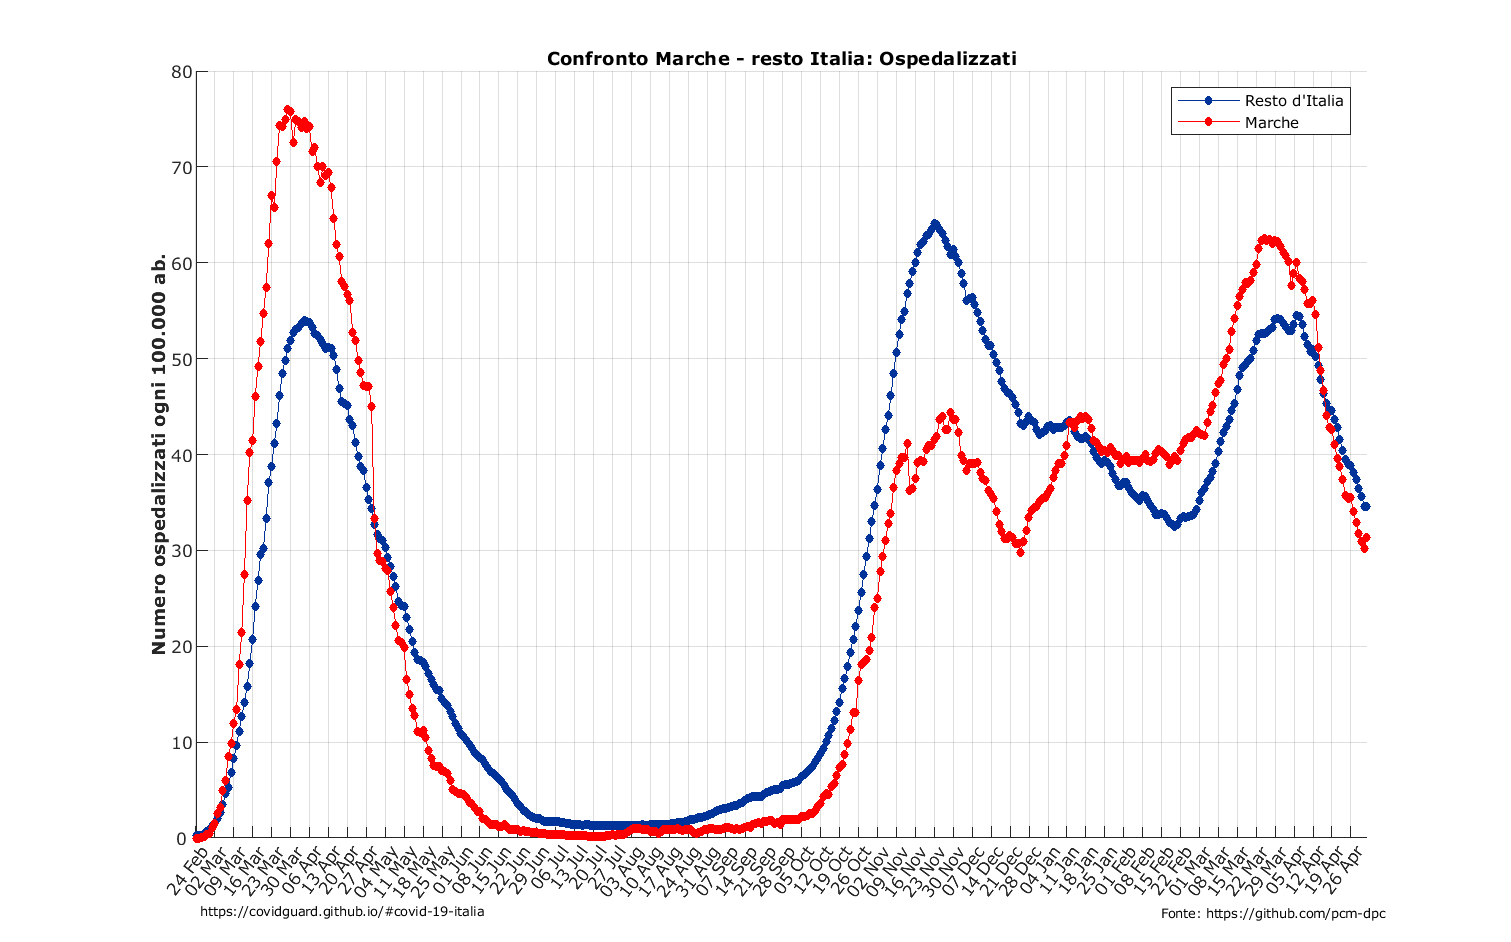 Confronto Marche - resto Italia: Ospedalizzati
Resto d'Italia
Marche
Numero ospedalizzati ogni 100.000 ab.
80
70
60
50
40
30
20
10
0
24 Feb
02 Mar
09 Mar
16 Mar
23 Mar
30 Mar
06 Apr
13 Apr
20 Apr
27 Apr
04 May
11 May
18 May
25 May
01 Jun
08 Jun
15 Jun
22 Jun
29 Jun
06 Jul
13 Jul
20 Jul
27 Jul
03 Aug
10 Aug
17 Aug
24 Aug
31 Aug
07 Sep
14 Sep
21 Sep
28 Sep
05 Oct
12 Oct
19 Oct
26 Oct
02 Nov
09 Nov
16 Nov
23 Nov
30 Nov
07 Dec
14 Dec
21 Dec
28 Dec
04 Jan
11 Jan
18 Jan
25 Jan
01 Feb
08 Feb
15 Feb
22 Feb
01 Mar
08 Mar
15 Mar
22 Mar
29 Mar
05 Apr
12 Apr
19 Apr
26 Apr
https://covidguard.github.io/#covid-19-italia
Fonte: https://github.com/pcm-dpc